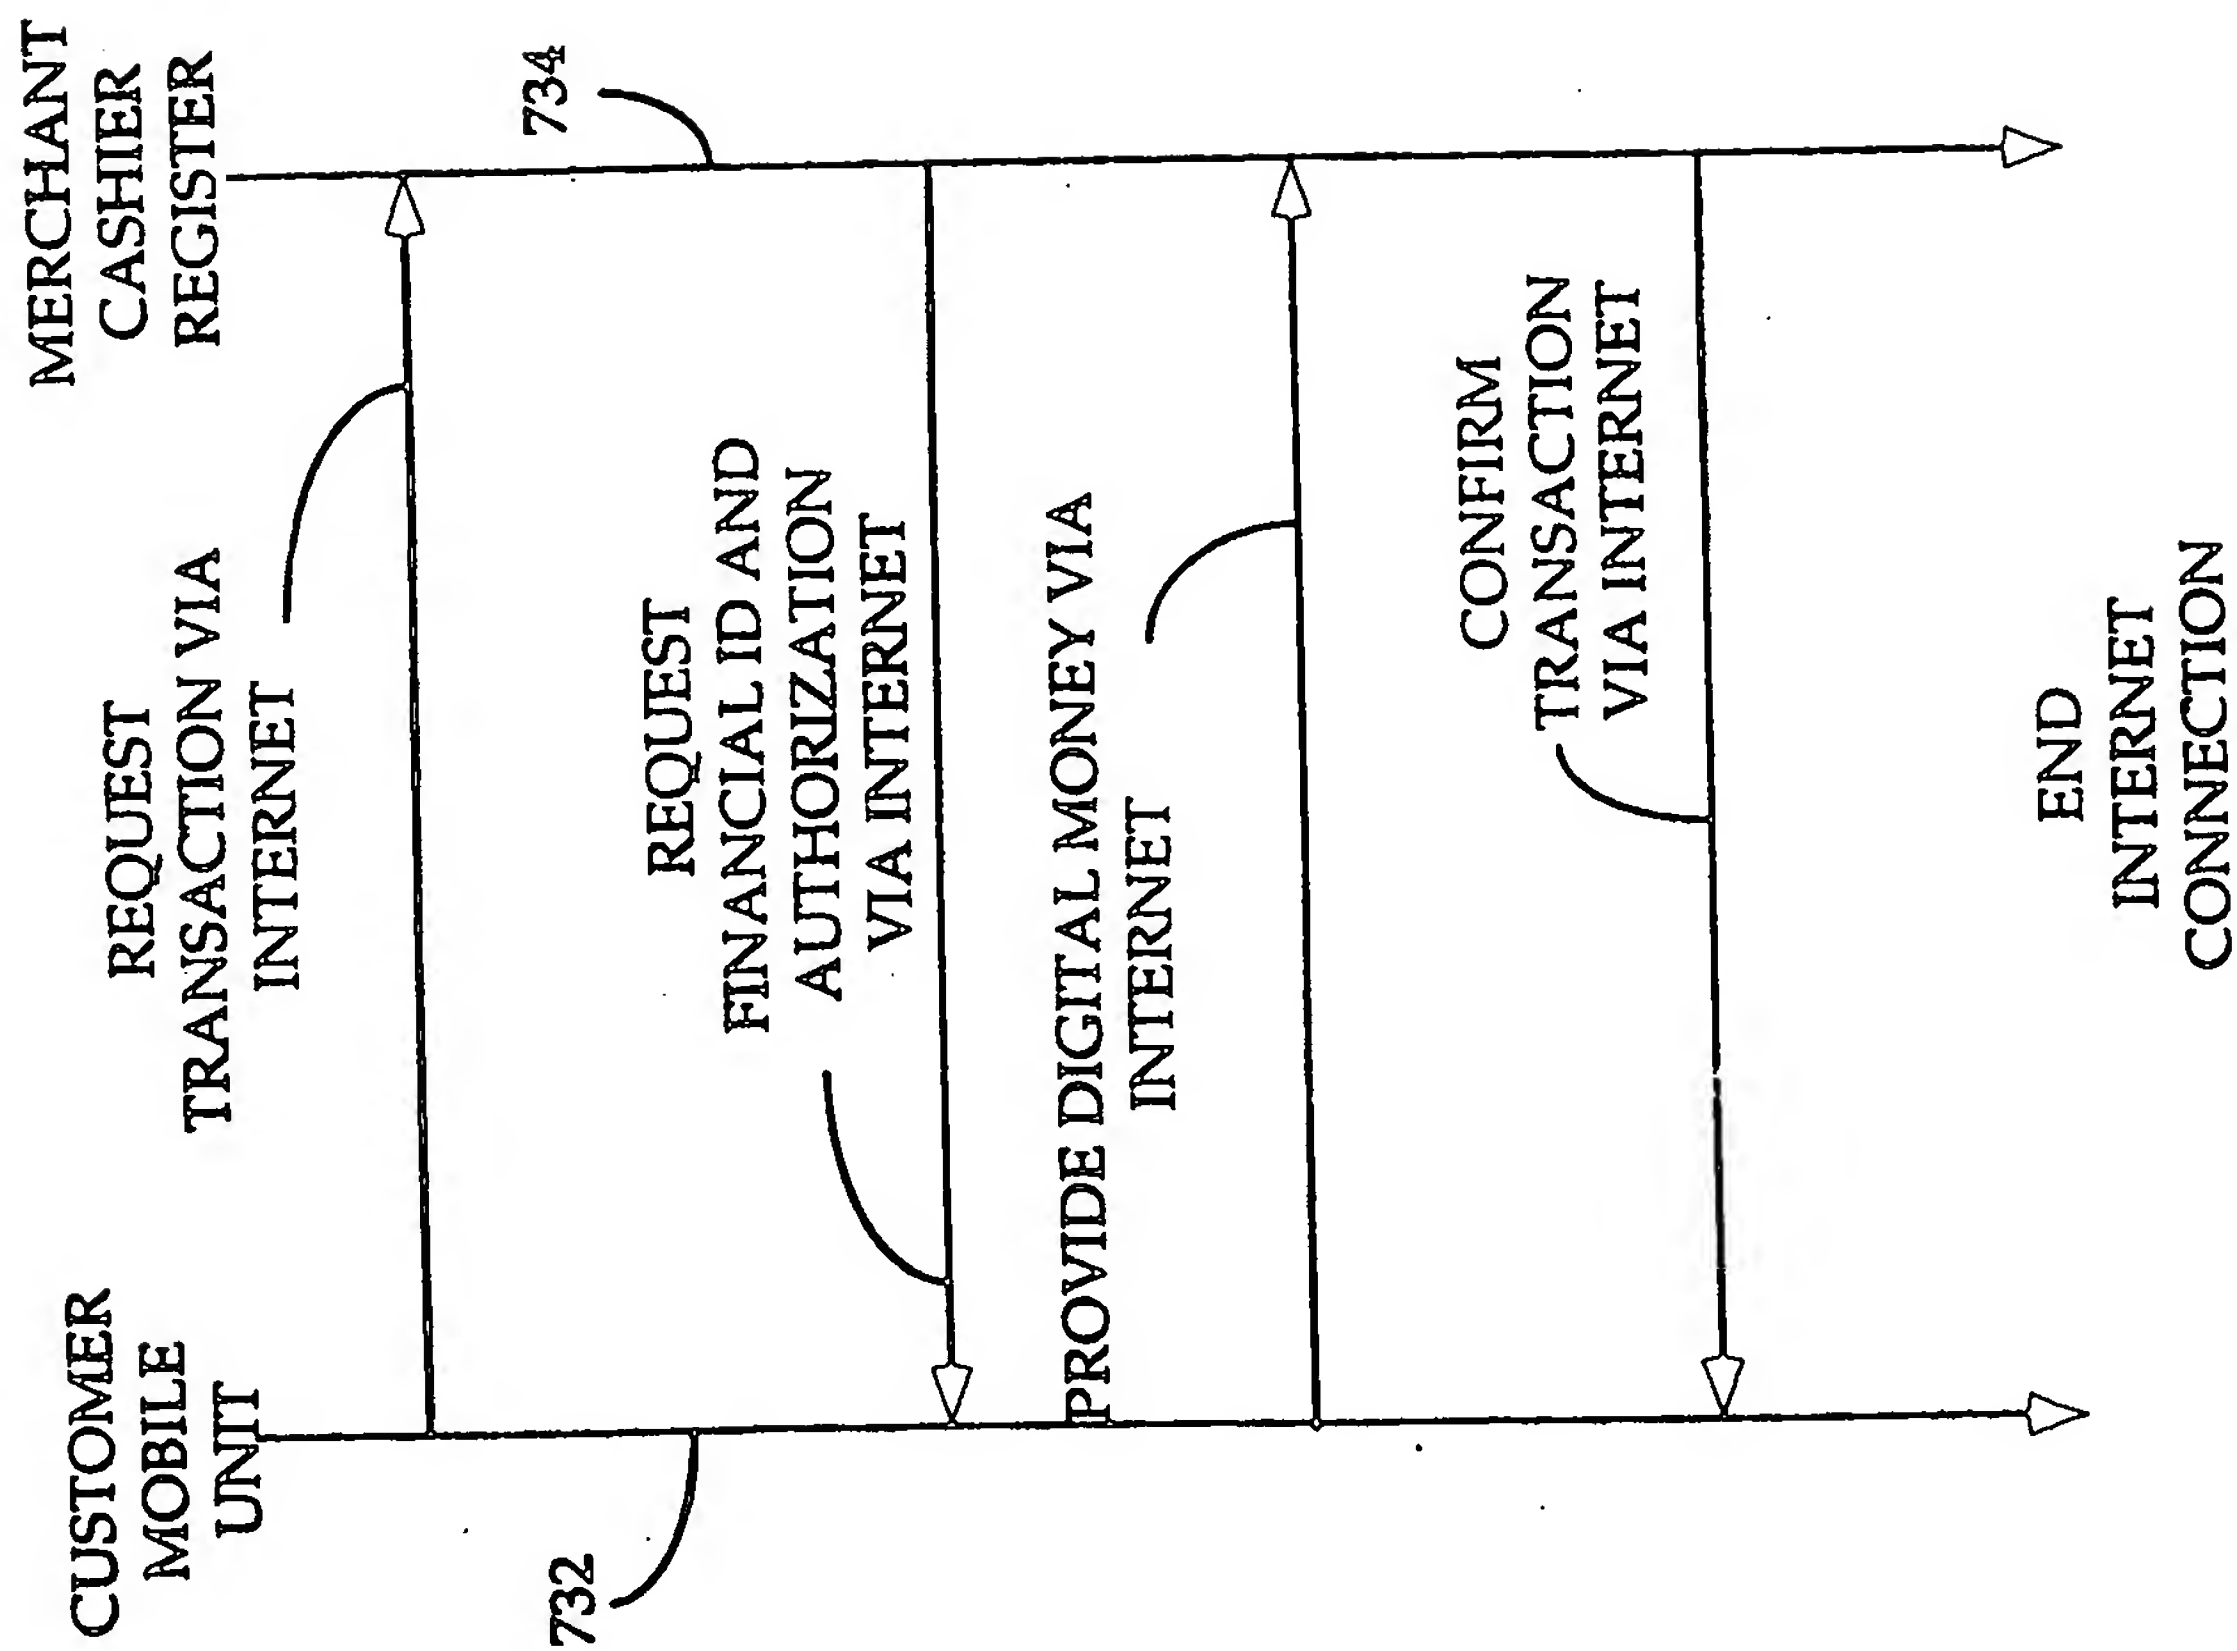 CUSTOMER
MOBILE
UNIT
MERCHANT
CASHIER
REGISTER
REQUEST
TRANSACTION VIA
INTERNET
732
734
REQUEST
FINANCIAL ID AND
AUTHORIZATION
VIA INTERNET
PROVIDE DIGITAL MONEY VIA
INTERNET
CONFIRM
TRANSACTION
VIA INTERNET
END
INTERNET
CONNECTION